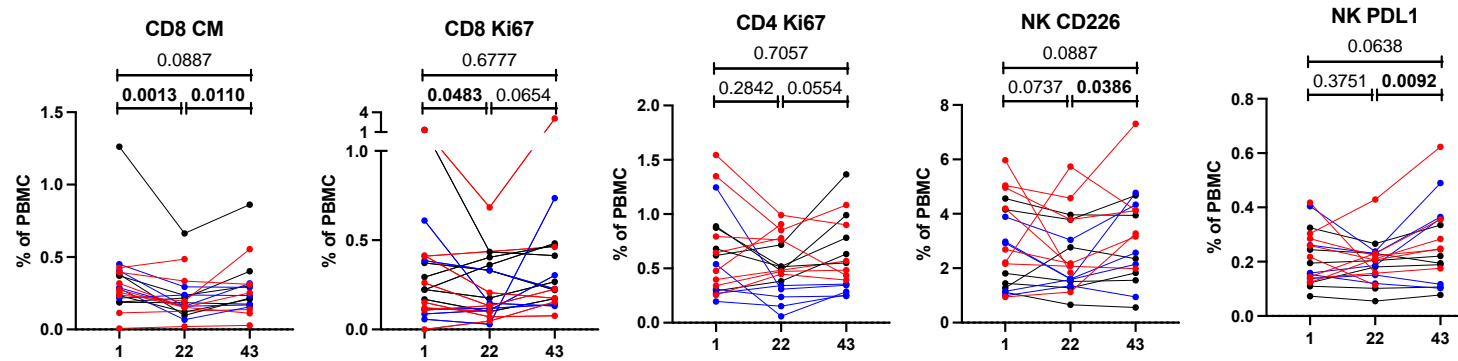 CD8 CM
0.0887
0.0013 0.0110
1.5
1.0
0.5
0.0
% of PBMC
1 22 43
CD8 Ki67
0.6777
0.0483 0.0654
4
1
1.0
0.5
0.0
% of PBMC
1 22 43
CD4 Ki67
0.7057
0.2842 0.0554
2.0
1.5
1.0
0.5
0.0
% of PBMC
1 22 43
NK CD226
0.0887
0.0737 0.0386
8
6
4
2
0
% of PBMC
1 22 43
NK PDL1
0.0638
0.3751 0.0092
0.8
0.6
0.4
0.2
0.0
% of PBMC
1 22 43